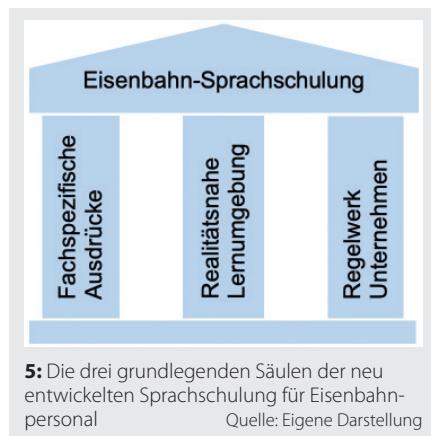 Eisenbahn-Sprachschulung
Fachspezifische
Ausdrücke
Realitätsnahe
Lernumgebung
Regelwerk
Unternehmen
5: Die drei grundlegenden Säulen der neu
entwickelten Sprachschulung für Eisenbahn-
personal Quelle: Eigene Darstellung